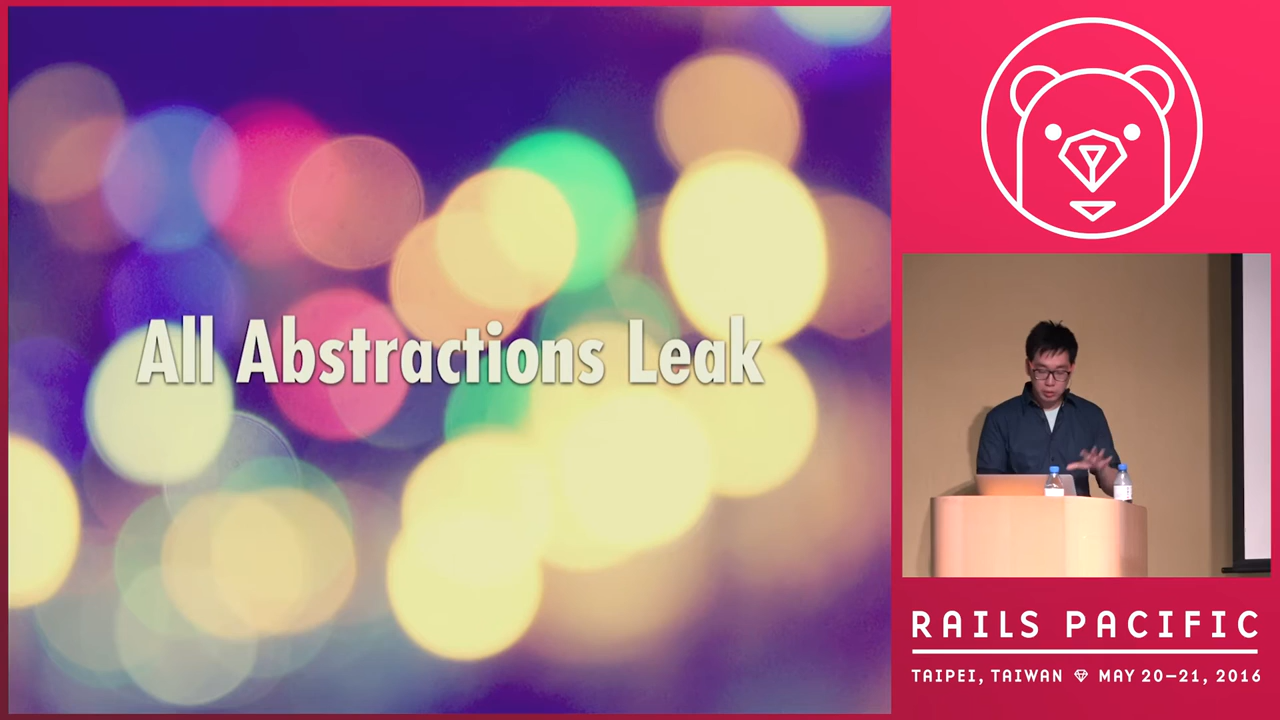 All Abstractions Leak
RAILS PACIFIC
TAIPEI, TAIWAN MAY 20–21, 2016